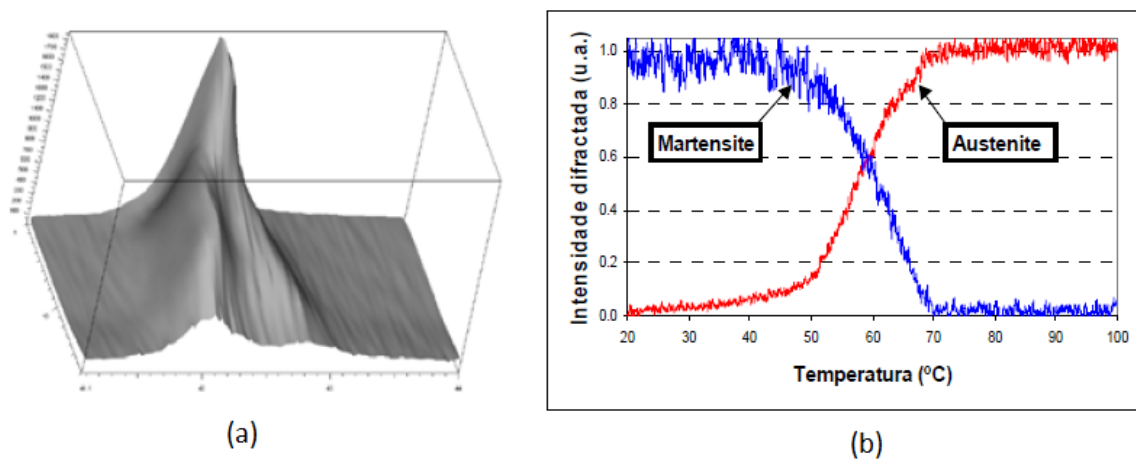 (a)
Intensidade difractada (u.a.)
1.0
0.8
0.6
0.4
0.2
0.0
Martensite
Austenite
20 30 40 50 60 70 80 90 100
Temperatura (ºC)
(b)